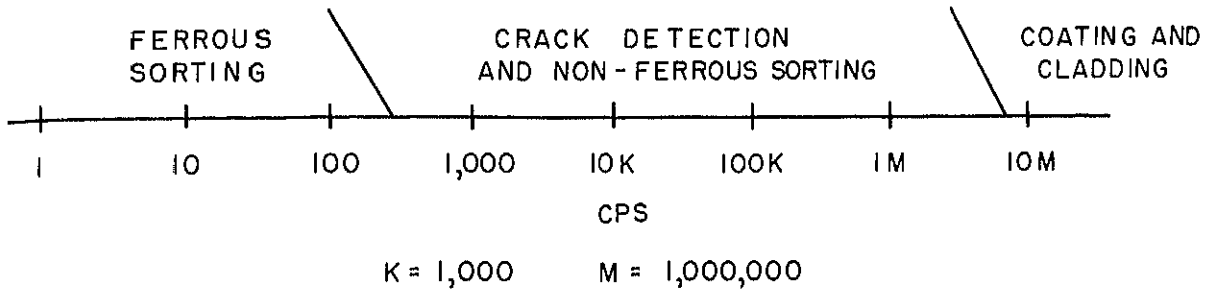 FERROUS
SORTING
CRACK DETECTION
AND NON-FERROUS SORTING
COATING AND
CLADDING
1 10 100 1,000 10K 100K 1M 10M
CPS
K = 1,000 M = 1,000,000